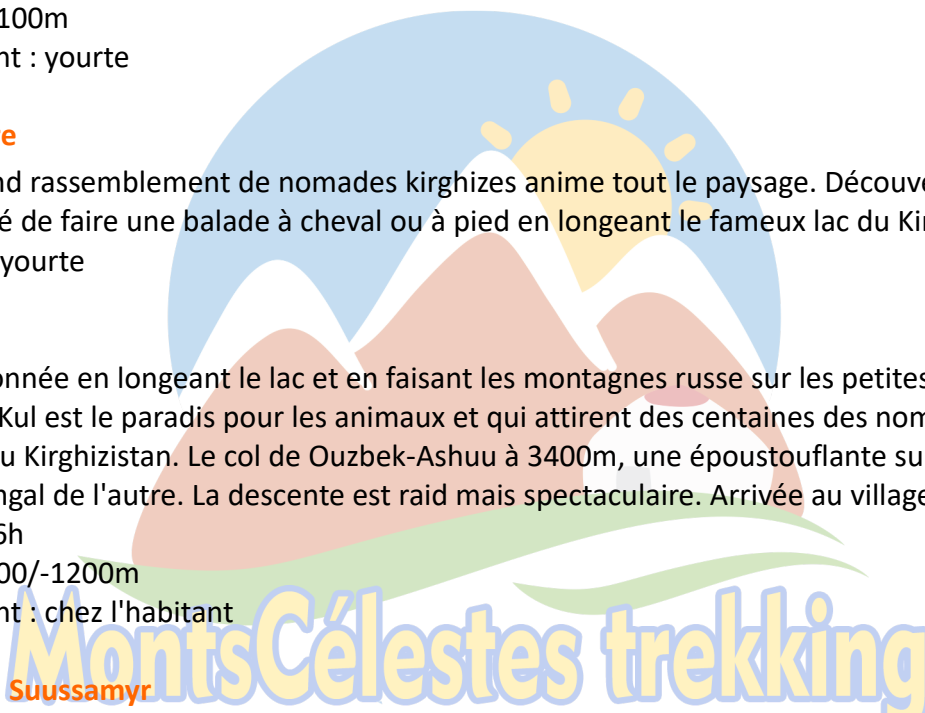 100m
nt : yourte
e
nd rassemblement de nomades kirghizes anime tout le paysage. Découve
é de faire une balade à cheval ou à pied en longeant le fameux lac du Ki
yourte
onnée en longeant le lac et en faisant les montagnes russe sur les petites
Kul est le paradis pour les animaux et qui attirent des centaines des nom
u Kirghizistan. Le col de Ouzbek-Ashuu à 3400m, une époustouflante su
ngal de l'autre. La descente est raid mais spectaculaire. Arrivée au village
6h
00/-1200m
nt : chez l'habitant
MontsCélestes trekking
Suussamyr